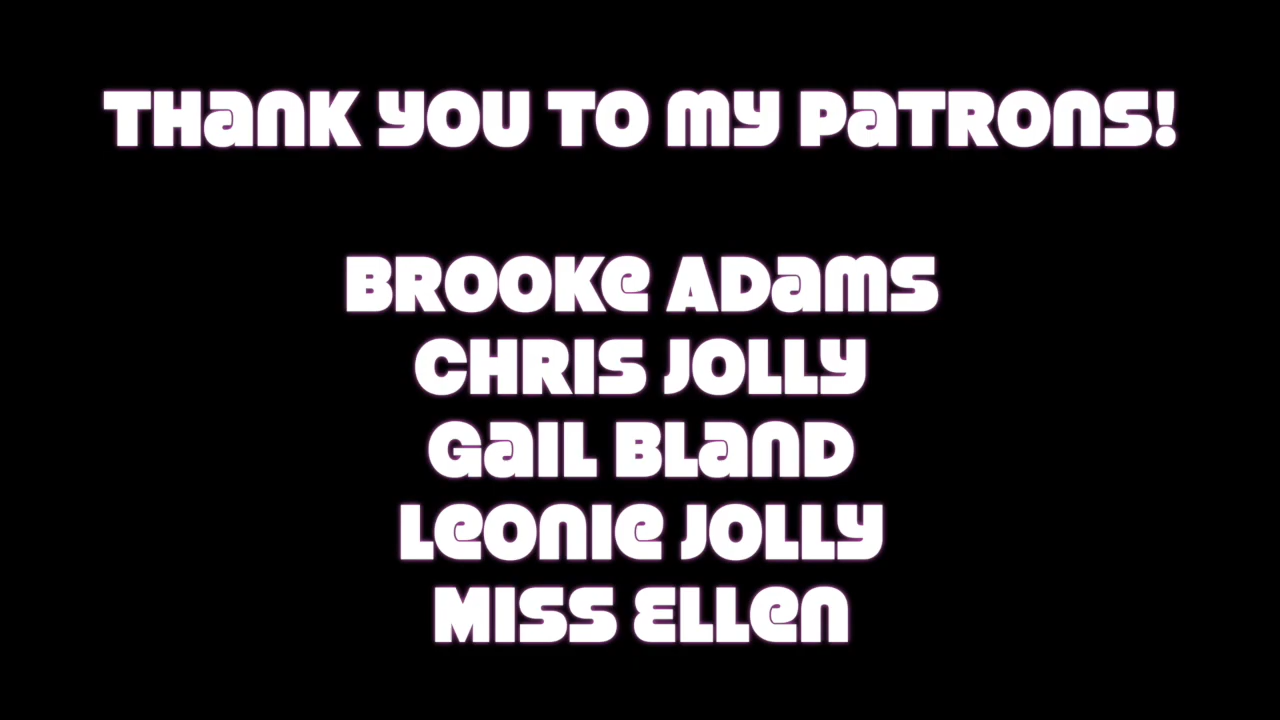 THANK YOU TO MY PATRONS!
BROOKE ADAMS
CHRIS JOLLY
GAIL BLAND
LEONIE JOLLY
MISS ELLEN